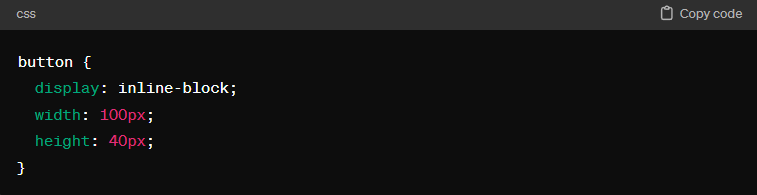 css Copy code
button {
  display: inline-block;
  width: 100px;
  height: 40px;
}